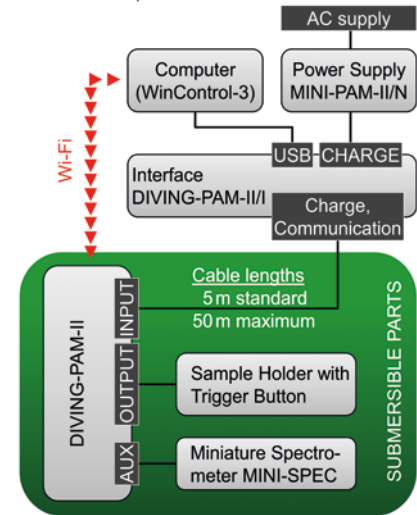 AC supply
Computer
(WinControl-3)
Power Supply
MINI-PAM-II/N
Wi-Fi
USB
CHARGE
Interface
DIVING-PAM-II/I
Charge,
Communication
Cable lengths
5 m standard
50 m maximum
DIVING-PAM-II
INPUT
OUTPUT
AUX
Sample Holder with
Trigger Button
Miniature Spectro-
meter MINI-SPEC
SUBMERSIBLE PARTS